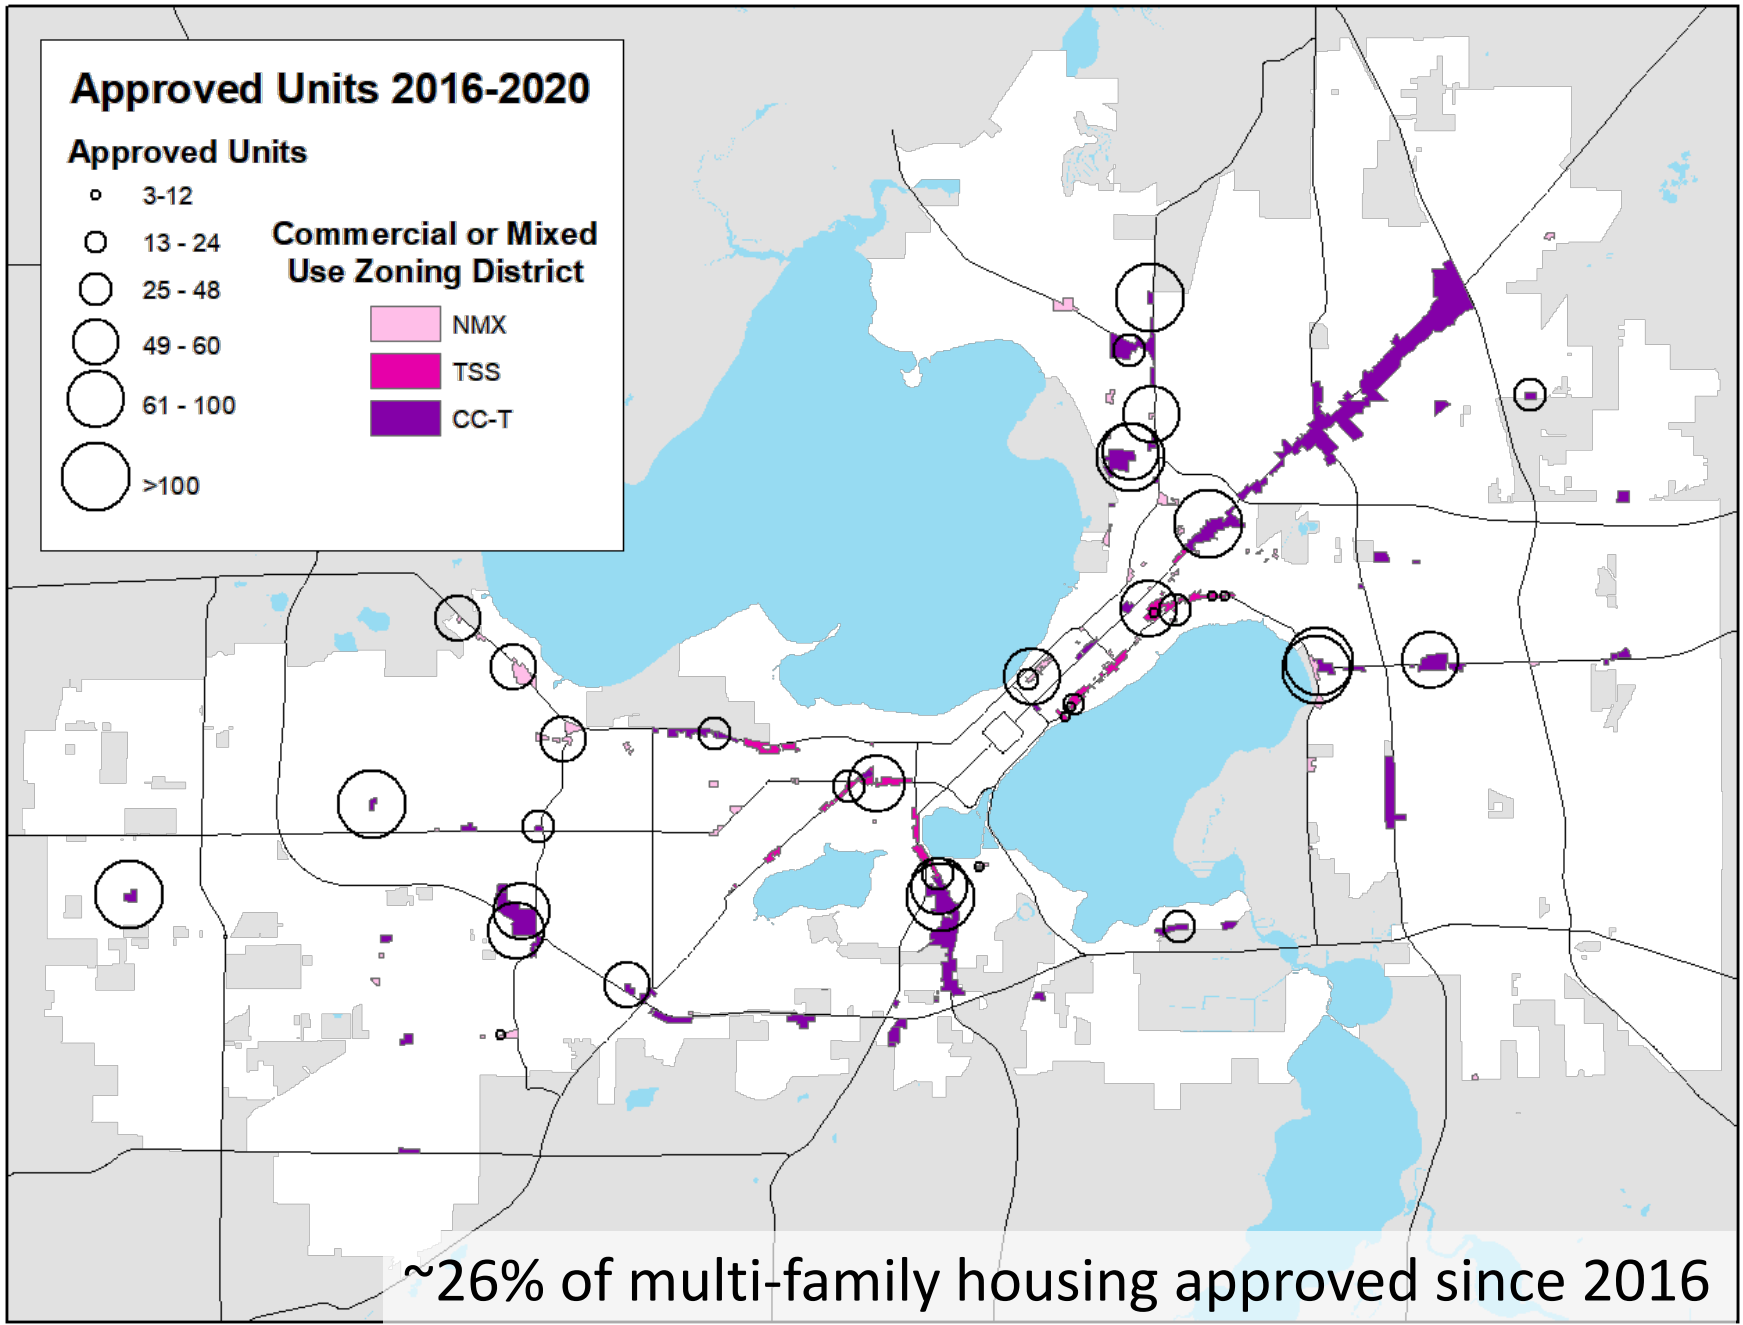 Approved Units 2016-2020
Approved Units
3-12
13 - 24
25 - 48
49 - 60
61 - 100
>100
Commercial or Mixed
Use Zoning District
NMX
TSS
CC-T
~26% of multi-family housing approved since 2016